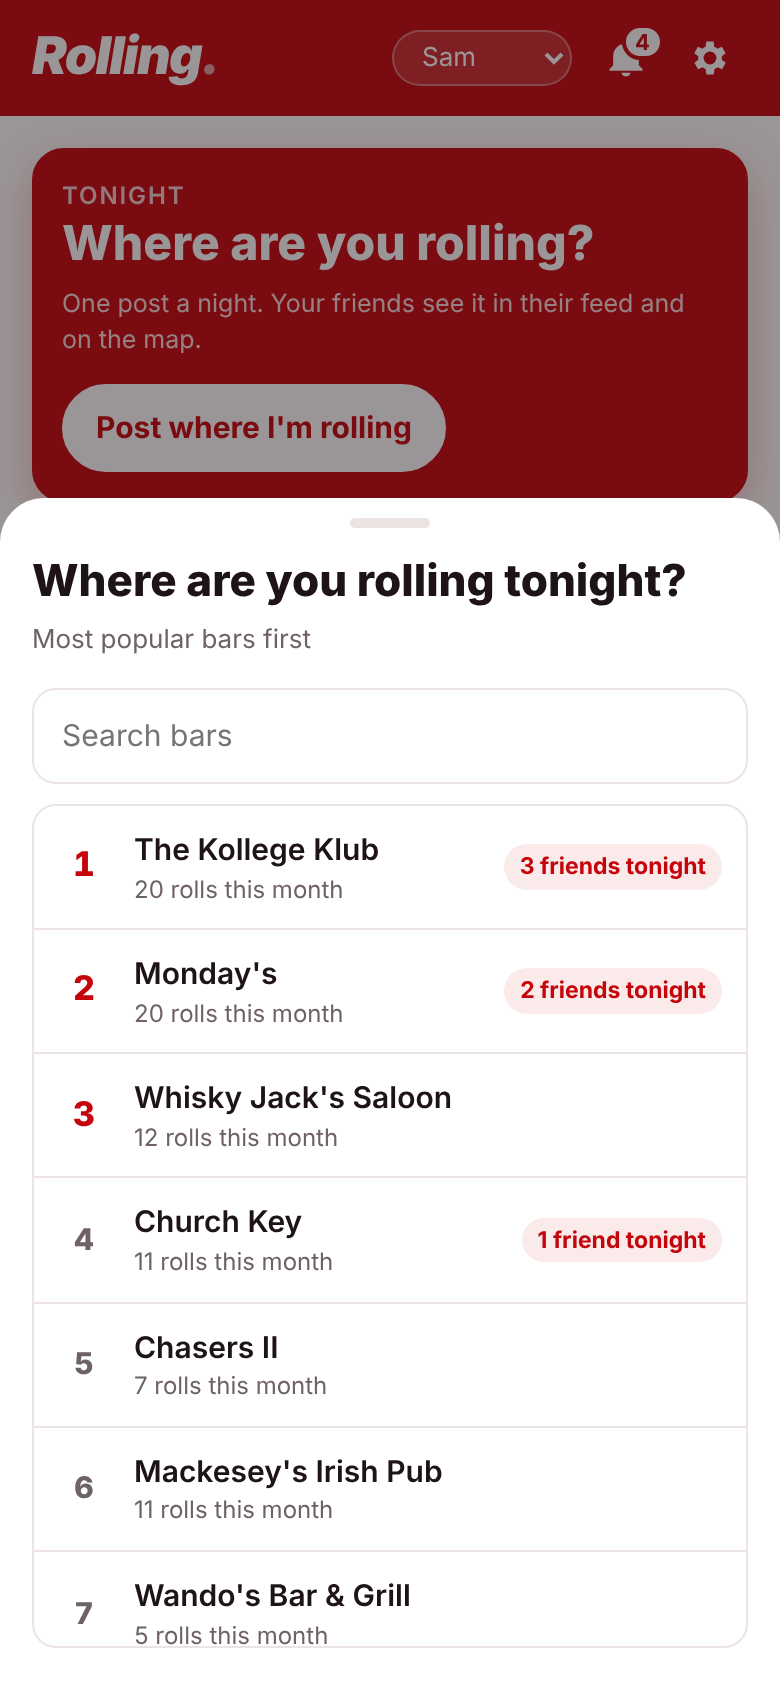 Rolling.
Sam
4
TONIGHT
Where are you rolling?
One post a night. Your friends see it in their feed and
on the map.
Post where I'm rolling
Where are you rolling tonight?
Most popular bars first
Search bars
1
The Kollege Klub
20 rolls this month
3 friends tonight
2
Monday's
20 rolls this month
2 friends tonight
3
Whisky Jack's Saloon
12 rolls this month
4
Church Key
11 rolls this month
1 friend tonight
5
Chasers II
7 rolls this month
6
Mackesey's Irish Pub
11 rolls this month
7
Wando's Bar & Grill
5 rolls this month